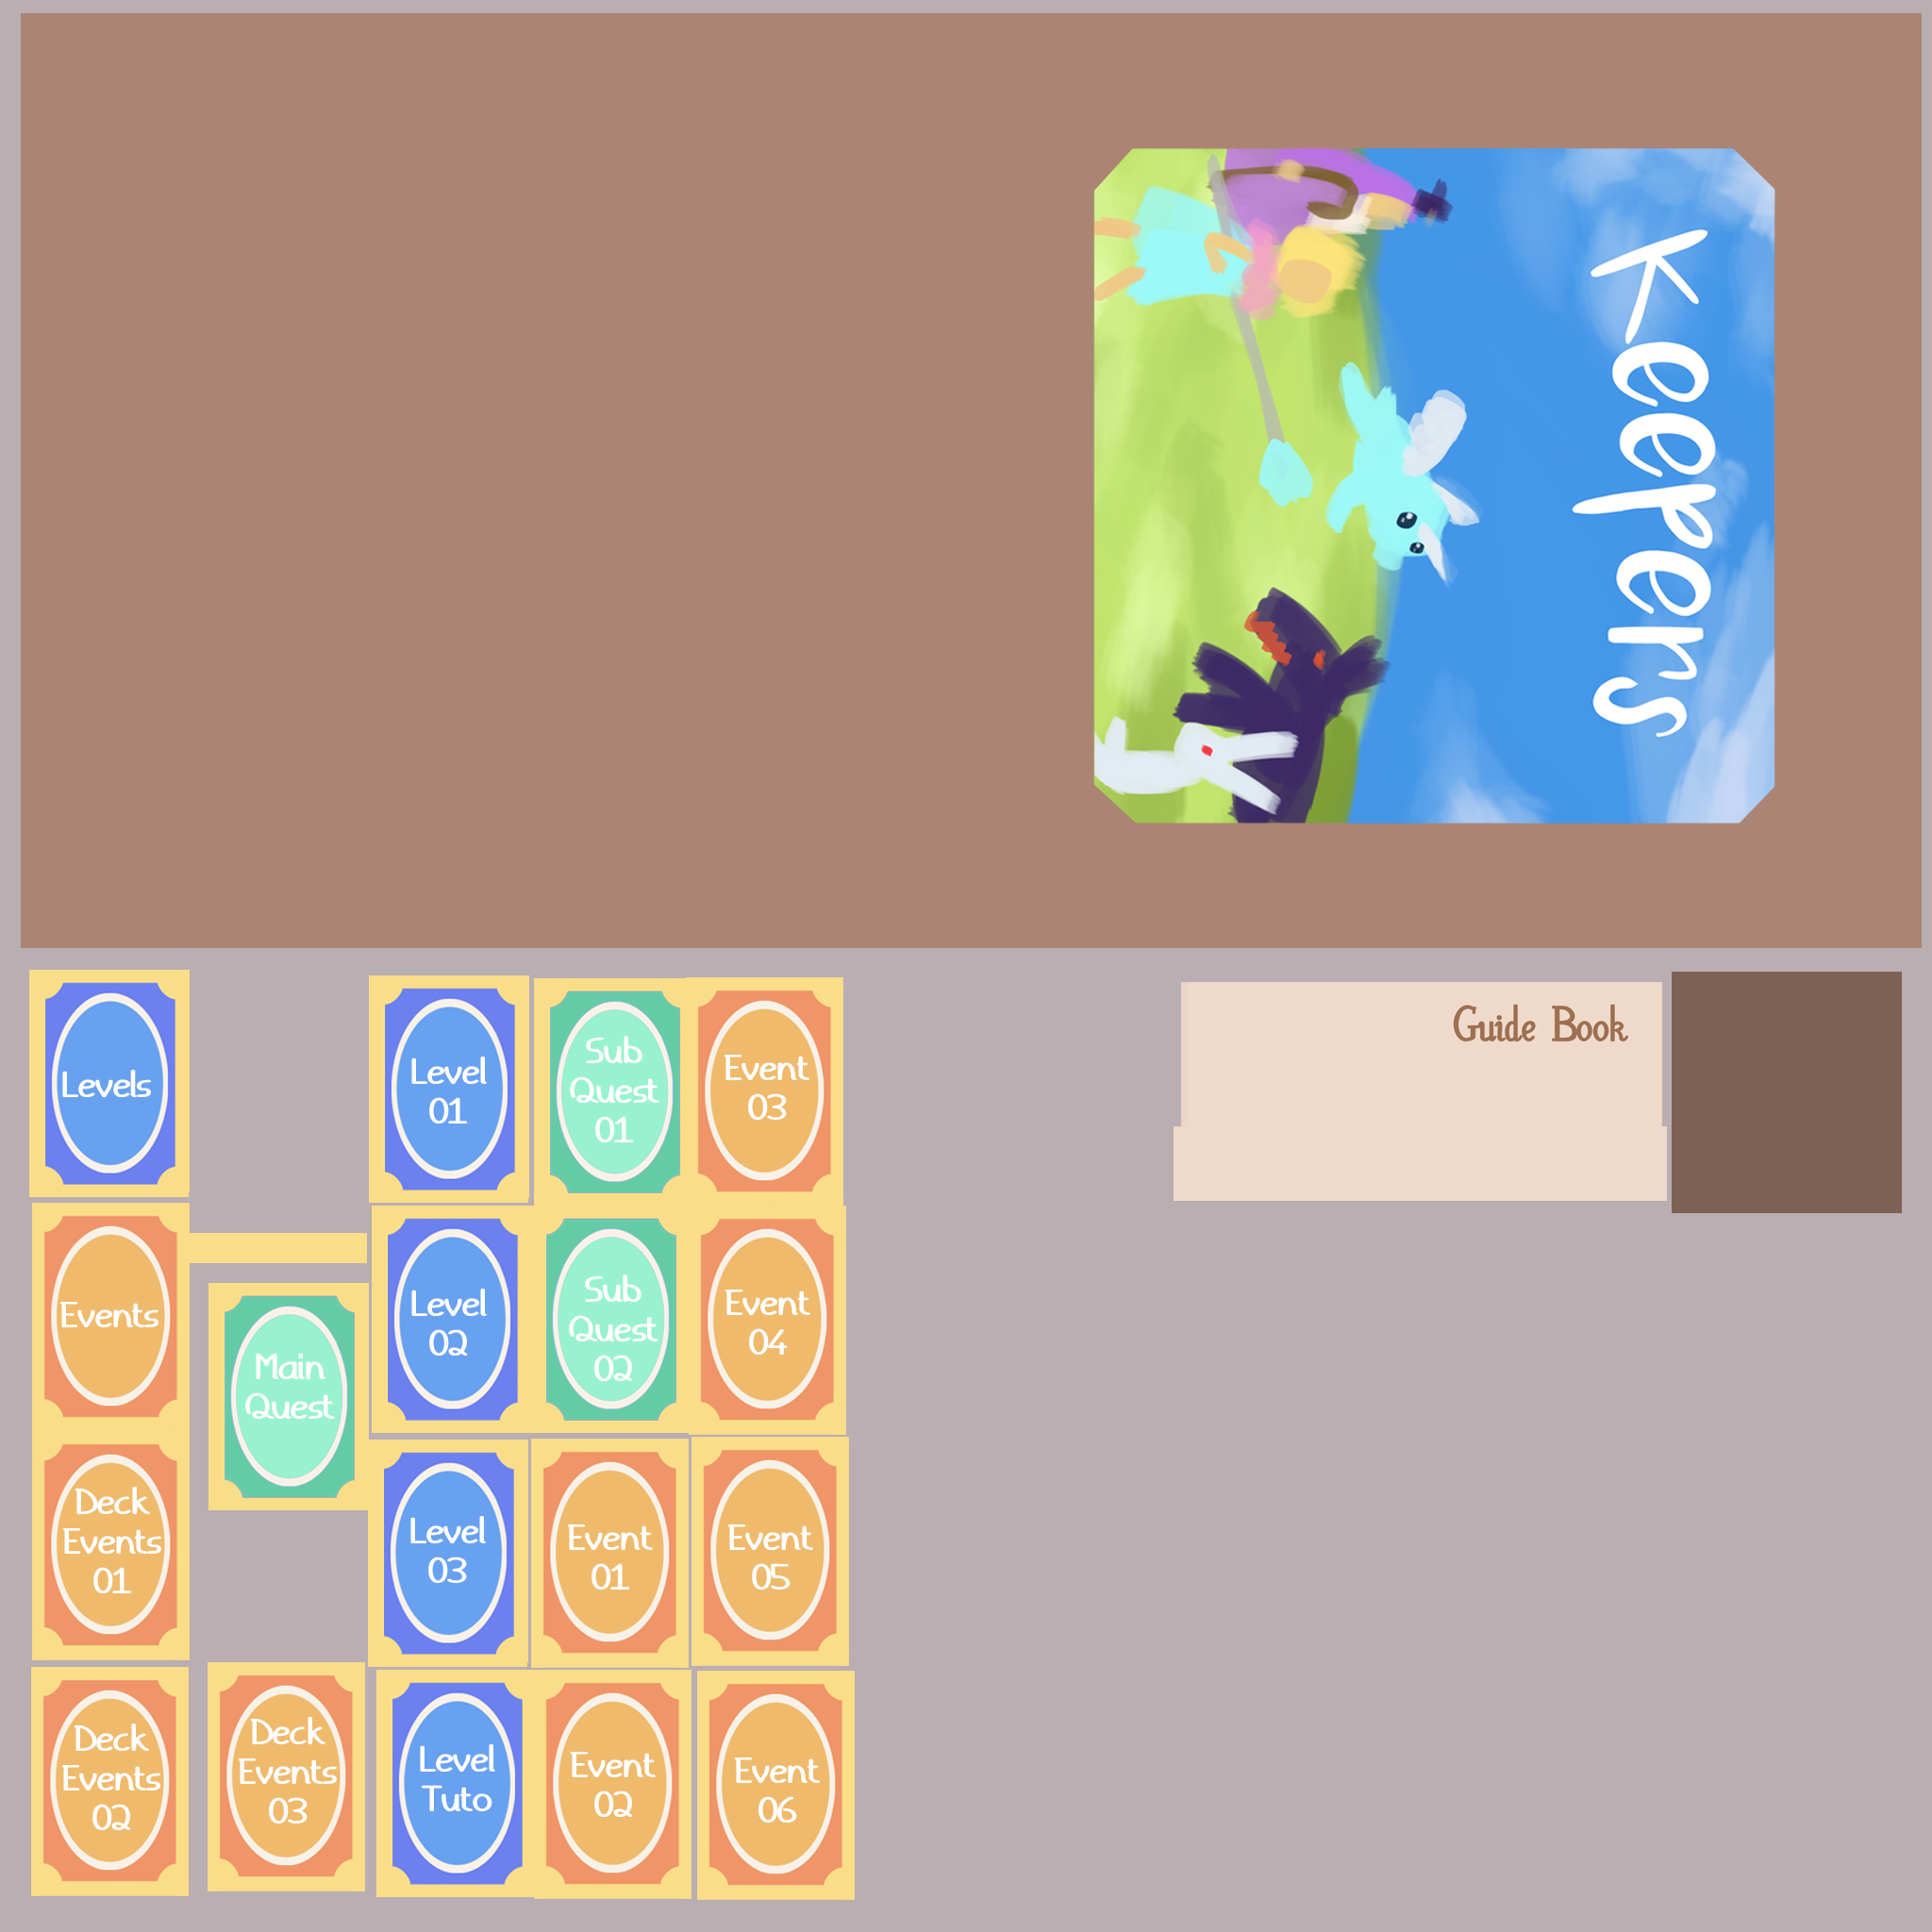 Keepers
Guide Book
Levels
Level
01
Sub
Quest
01
Event
03
Events
Main
Quest
Level
02
Sub
Quest
02
Event
04
Deck
Events
01
Level
03
Event
01
Event
05
Deck
Events
02
Deck
Events
03
Level
Tuto
Event
02
Event
06